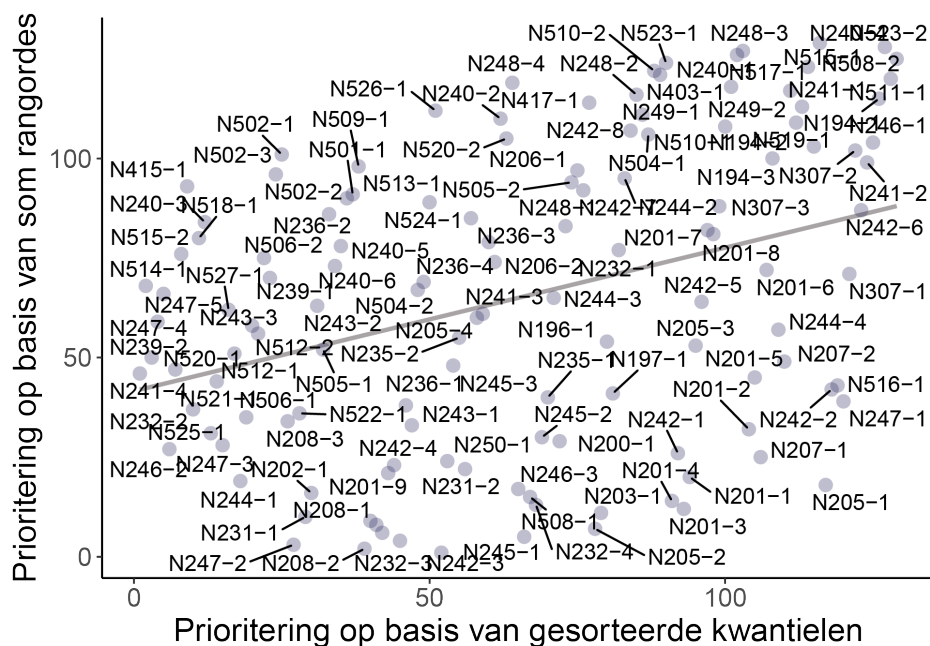 Prioritering op basis van som rangordes
N510−2 N523−1 N248−3 N523−2
N248−4 N248−2 N240−1 N517−1 N515−1 N508−2
N526−1 N240−2 N417−1 N403−1 N241−1 N511−1
N502−1 N509−1 N249−1 N249−2 N194−1 N246−1
N502−3 N501−1 N520−2 N242−8 N519−1
100
N415−1 N206−1 N504−1 N194−3 N307−2
N502−2 N513−1 N505−2 N241−2
N240−3 N518−1 N244−2 N307−3
N515−2 N236−2 N524−1 N236−3 N201−7 N242−6
N506−2 N240−5 N201−8
N514−1 N527−1 N240−6 N236−4 N206−2 N232−1 N242−5 N201−6 N307−1
N247−5 N239−1 N504−2 N241−3 N244−3
N247−4 N243−3 N243−2 N205−4 N196−1 N205−3 N244−4
N239−2 N512−2 N235−2
50
N520−1 N235−1 N197−1 N201−5 N207−2
N241−4 N512−1 N505−1 N236−1 N245−3 N201−2 N516−1
N506−1 N522−1 N243−1 N245−2 N242−1 N242−2 N247−1
N232−2 N525−1 N208−3 N242−4 N250−1 N200−1 N207−1
N246−2 N247−3 N202−1 N201−9 N231−2 N246−3 N201−4
N244−1 N208−1 N203−1 N201−1 N205−1
N231−1 N508−1 N201−3
N247−2 N208−2 N232−3 N242−3 N245−1 N232−4 N205−2
0
0 50 100
Prioritering op basis van gesorteerde kwantielen